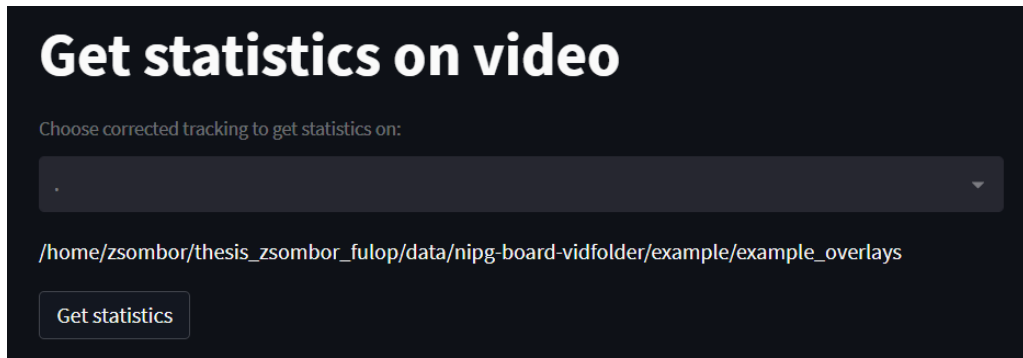 Get statistics on video
Choose corrected tracking to get statistics on:
.
/home/zsombor/thesis_zsombor_fulop/data/nipg-board-vidfolder/example/example_overlays
Get statistics